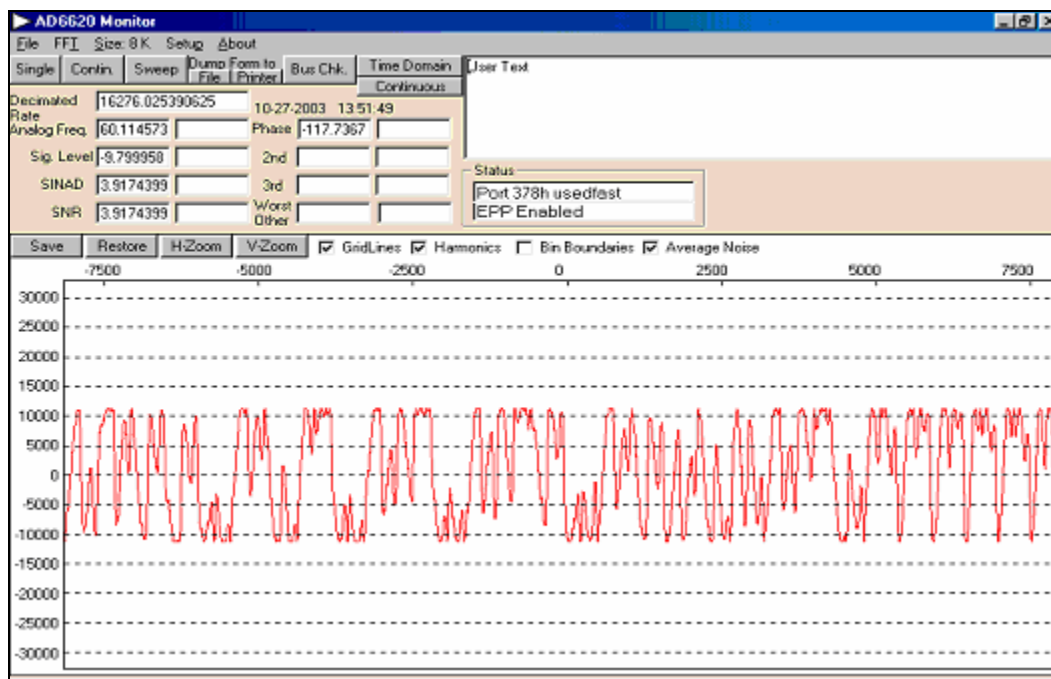 AD6620 Monitor
File FFT Size: 8 K Setup About
Single Contin. Sweep Dump File Form to Printer Bus Chk. Time Domain Continuous
User Text
Decimated Rate 16276.025390625
10-27-2003 13:51:49
Analog Freq. 60.114573 Phase -117.7367
Sig. Level -9.799958 2nd
SINAD 3.9174399 3rd
SNR 3.9174399 Worst Other
Status
Port 378h usedfast
EPP Enabled
Save Restore H-Zoom V-Zoom GridLines Harmonics Bin Boundaries Average Noise
-7500 -5000 -2500 0 2500 5000 7500
30000
25000
20000
15000
10000
5000
0
-5000
-10000
-15000
-20000
-25000
-30000